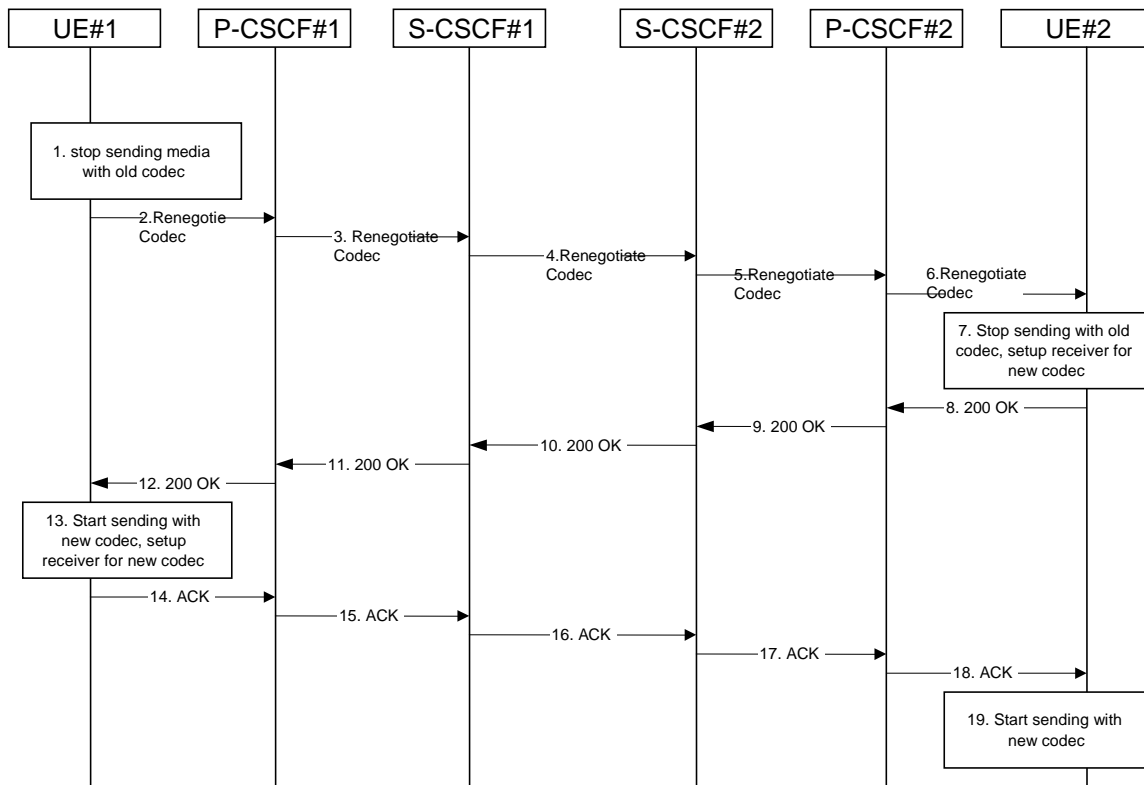 UE#1
P-CSCF#1
S-CSCF#1
S-CSCF#2
P-CSCF#2
UE#2
1. stop sending media
with old codec
2.Renegotie
Codec
3. Renegotiate
Codec
4.Renegotiate
Codec
5.Renegotiate
Codec
6.Renegotiate
Codec
7. Stop sending with old
codec, setup receiver for
new codec
8. 200 OK
9. 200 OK
10. 200 OK
11. 200 OK
12. 200 OK
13. Start sending with
new codec, setup
receiver for new codec
14. ACK
15. ACK
16. ACK
17. ACK
18. ACK
19. Start sending with
new codec